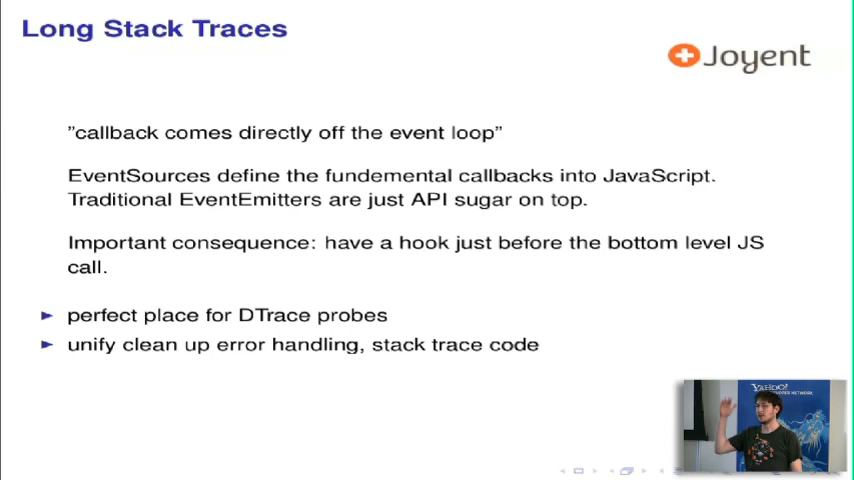 Long Stack Traces
Joyent
"callback comes directly off the event loop"
EventSources define the fundemental callbacks into JavaScript.
Traditional EventEmitters are just API sugar on top.
Important consequence: have a hook just before the bottom level JS
call.
► perfect place for DTrace probes
► unify clean up error handling, stack trace code
YAHOO!
NETWORK